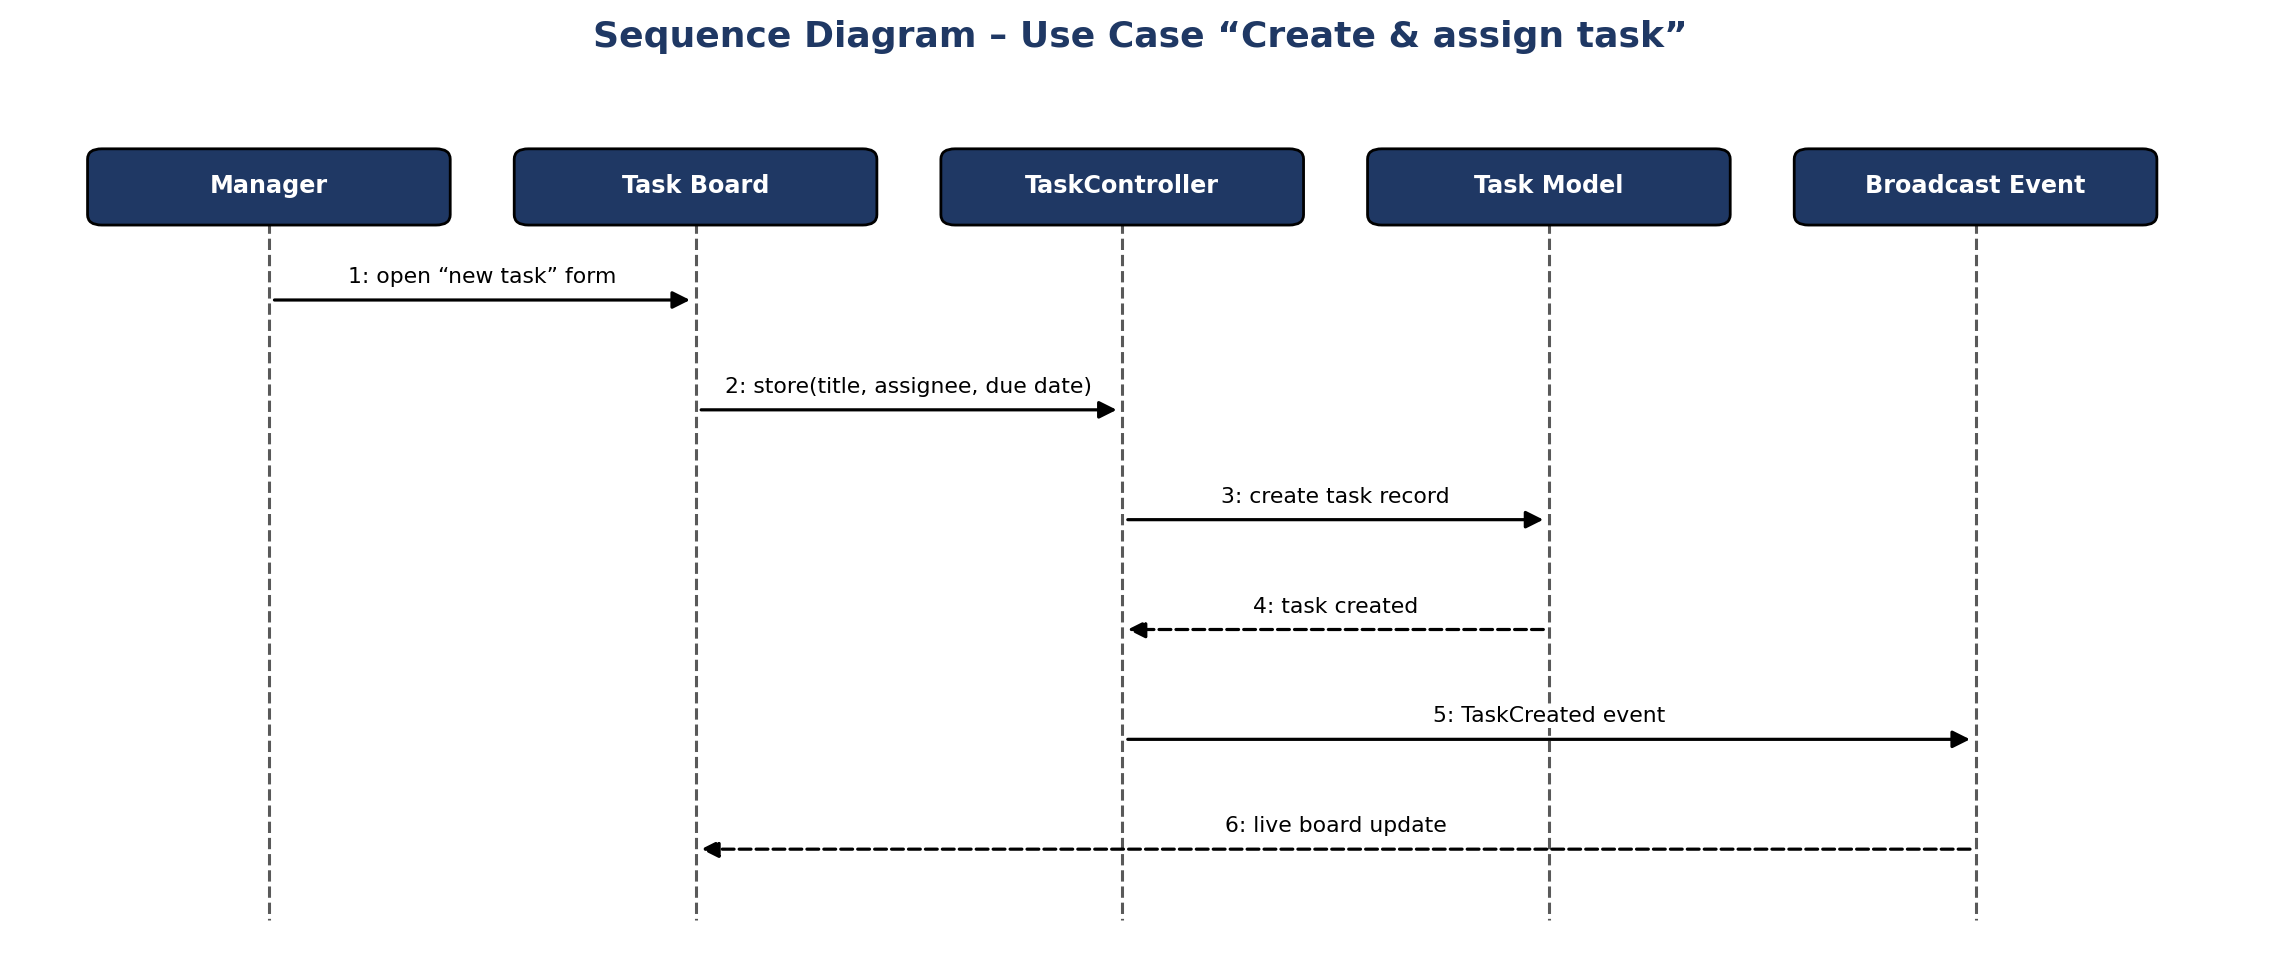 Sequence Diagram – Use Case “Create & assign task”
Manager
Task Board
TaskController
Task Model
Broadcast Event
1: open “new task” form
2: store(title, assignee, due date)
3: create task record
4: task created
5: TaskCreated event
6: live board update